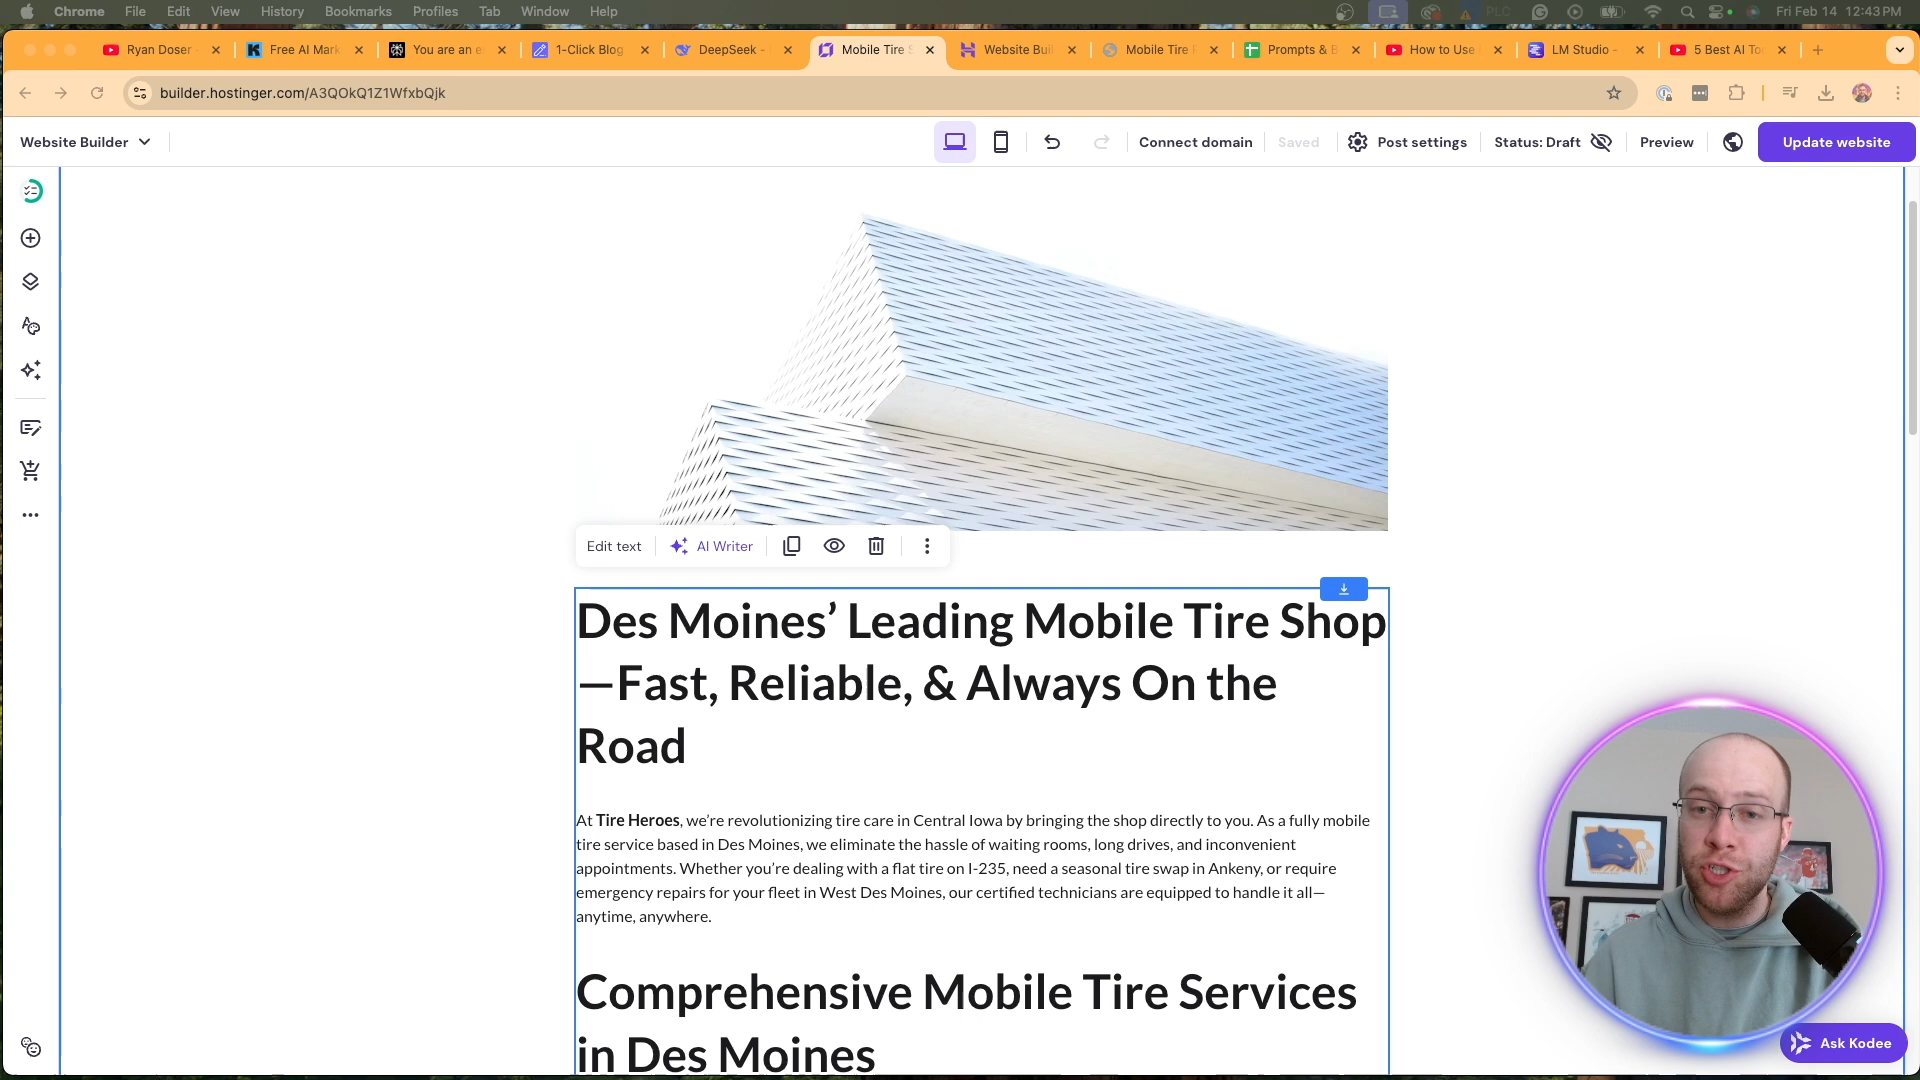 Chrome File Edit View History Bookmarks Profiles Tab Window Help
PLC Fri Feb 14 12:43 PM
Ryan Doser - Free AI Mark You are an e 1-Click Blog DeepSeek - Mobile Tire S Website Buil Mobile Tire Prompts & B How to Use LM Studio - 5 Best AI To
builder.hostinger.com/A3QOkQ1Z1WfxbQjk
Website Builder Connect domain Saved Post settings Status: Draft Preview Update website
Edit text AI Writer
Des Moines’ Leading Mobile Tire Shop
—Fast, Reliable, & Always On the
Road
At Tire Heroes, we’re revolutionizing tire care in Central Iowa by bringing the shop directly to you. As a fully mobile
tire service based in Des Moines, we eliminate the hassle of waiting rooms, long drives, and inconvenient
appointments. Whether you’re dealing with a flat tire on I-235, need a seasonal tire swap in Ankeny, or require
emergency repairs for your fleet in West Des Moines, our certified technicians are equipped to handle it all—
anytime, anywhere.
Comprehensive Mobile Tire Services
in Des Moines
Ask Kodee